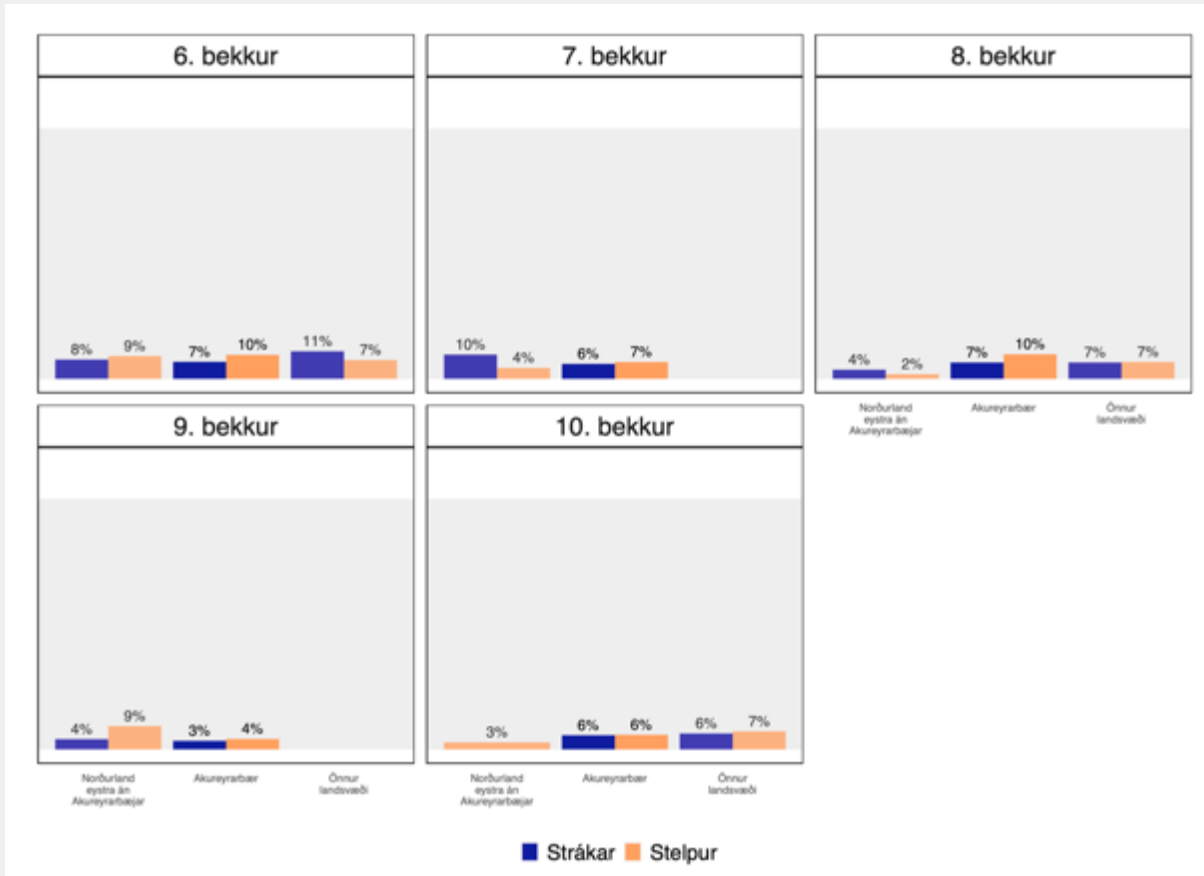 6. bekkur
7. bekkur
8. bekkur
8% 9% 7% 10% 11% 7%
10% 4% 6% 7%
4% 2% 7% 10% 7% 7%
Norðurland
eystra án
Akureyrarbæjar
Akureyrarbær
Önnur
landsvæði
9. bekkur
10. bekkur
4% 9% 3% 4%
3% 6% 6% 6% 7%
Norðurland
eystra án
Akureyrarbæjar
Akureyrarbær
Önnur
landsvæði
Norðurland
eystra án
Akureyrarbæjar
Akureyrarbær
Önnur
landsvæði
Strákar Stelpur